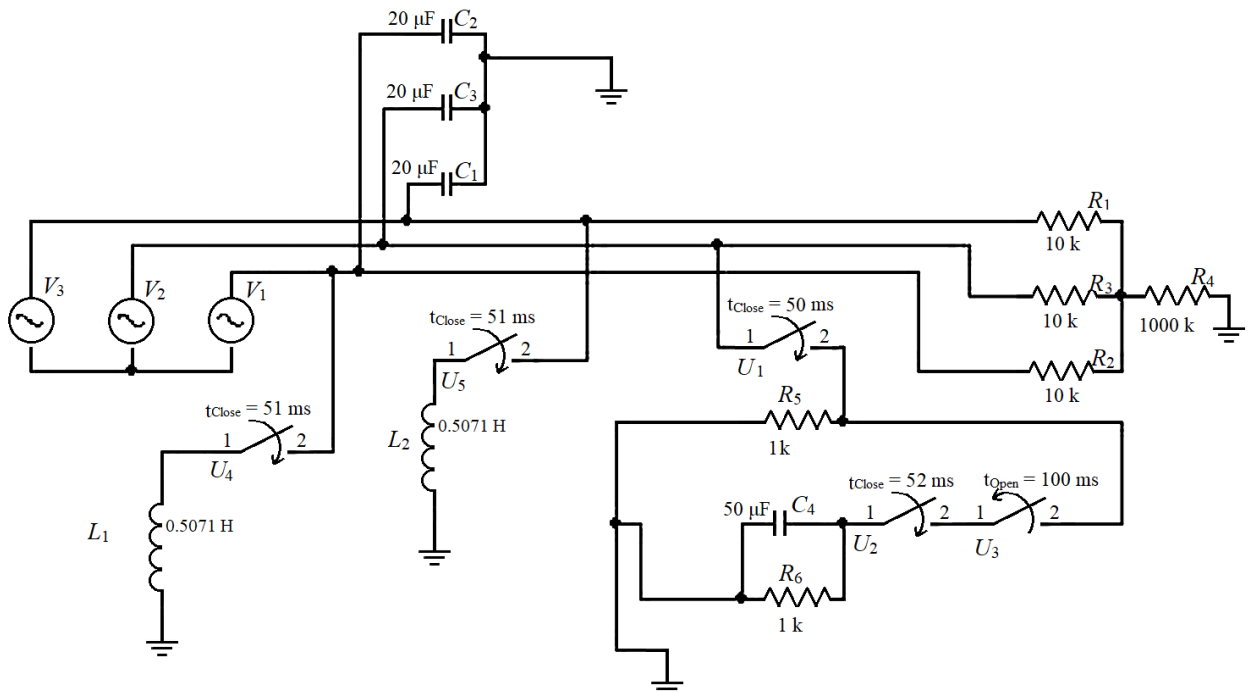 20 μF C2
20 μF C3
20 μF C1
R1
10 k
V3
V2
V1
R3
R4
10 k
1000 k
tClose = 51 ms
tClose = 50 ms
1 2
U5
1 2
U1
R2
10 k
tClose = 51 ms
1 2
U4
L2
0.5071 H
R5
1k
tClose = 52 ms
tOpen = 100 ms
50 μF C4
1 2
U2
1 2
U3
L1
0.5071 H
R6
1 k